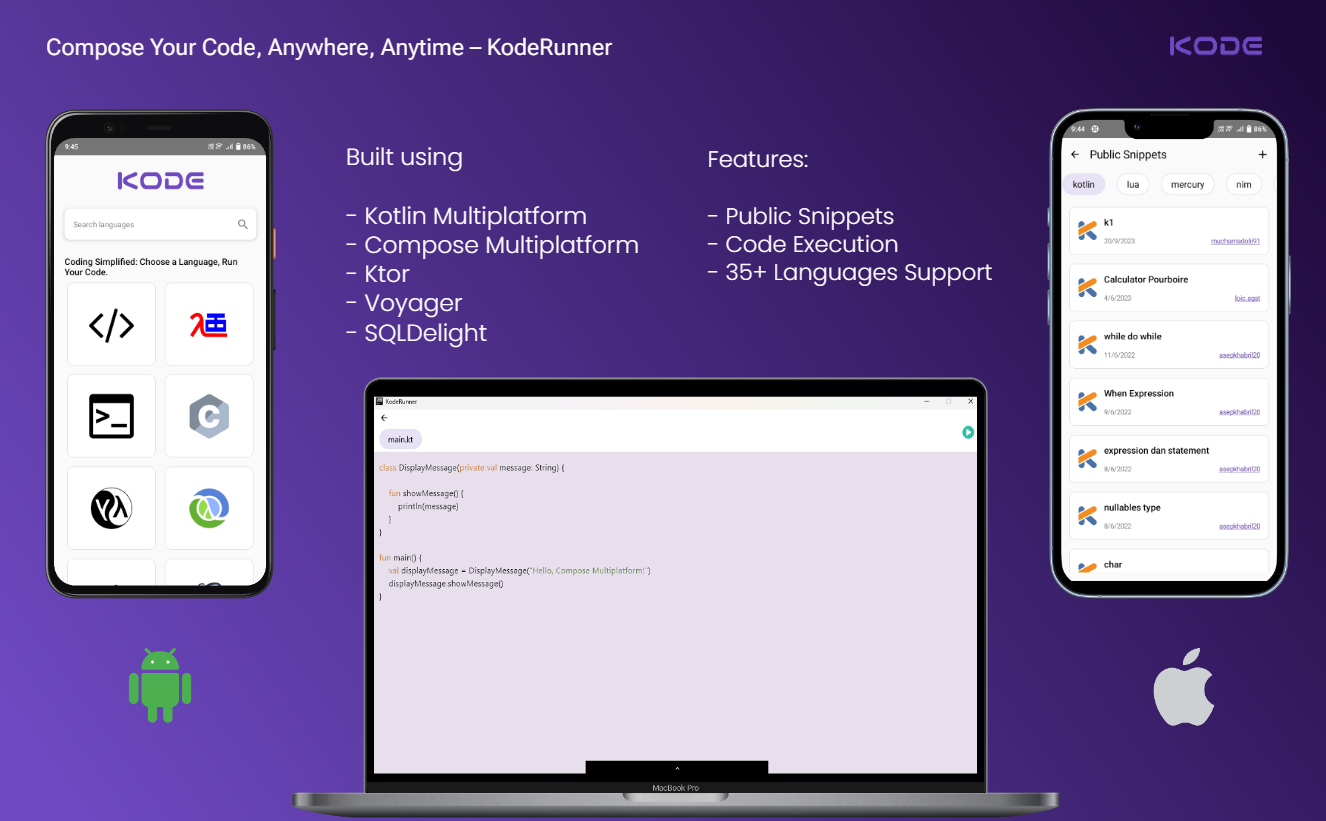 Compose Your Code, Anywhere, Anytime – KodeRunner
KODE
9:45
86%
KODE
Search languages
Coding Simplified: Choose a Language, Run
Your Code.
</>
>_
C
Built using
- Kotlin Multiplatform
- Compose Multiplatform
- Ktor
- Voyager
- SQLDelight
Features:
- Public Snippets
- Code Execution
- 35+ Languages Support
KodeRunner
main.kt
class DisplayMessage(private val message: String) {
fun showMessage() {
println(message)
}
}
fun main() {
val displayMessage = DisplayMessage("Hello, Compose Multiplatform!")
displayMessage.showMessage()
}
MacBook Pro
9:44
86%
Public Snippets
kotlin lua mercury nim
k1
20/9/2023 muchamadoli91
Calculator Pourboire
4/6/2023
while do while
11/6/2022 asepkhabril20
When Expression
9/6/2022 asepkhabril20
expression dan statement
8/6/2022 asepkhabril20
nullables type
8/6/2022 asepkhabril20
char